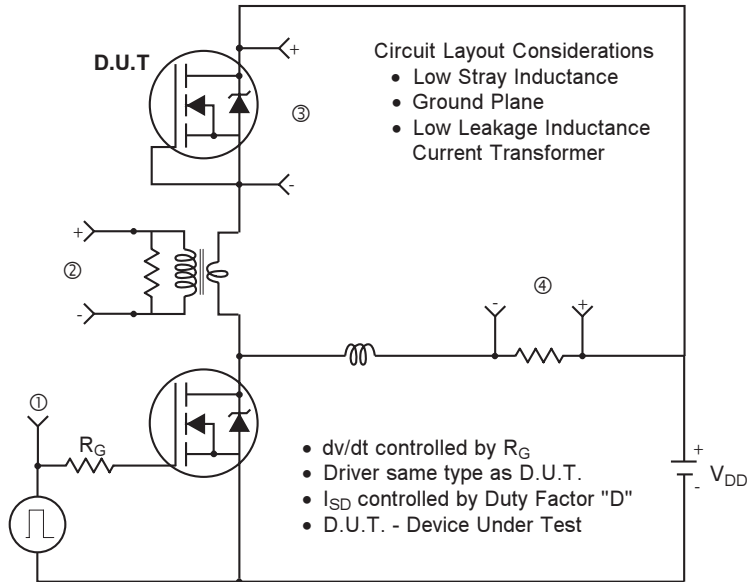 D.U.T
+
③
-
Circuit Layout Considerations
• Low Stray Inductance
• Ground Plane
• Low Leakage Inductance
Current Transformer
+
②
-
④
-
+
①
R_G
• dv/dt controlled by R_G
• Driver same type as D.U.T.
• I_SD controlled by Duty Factor "D"
• D.U.T. - Device Under Test
+
V_DD
-